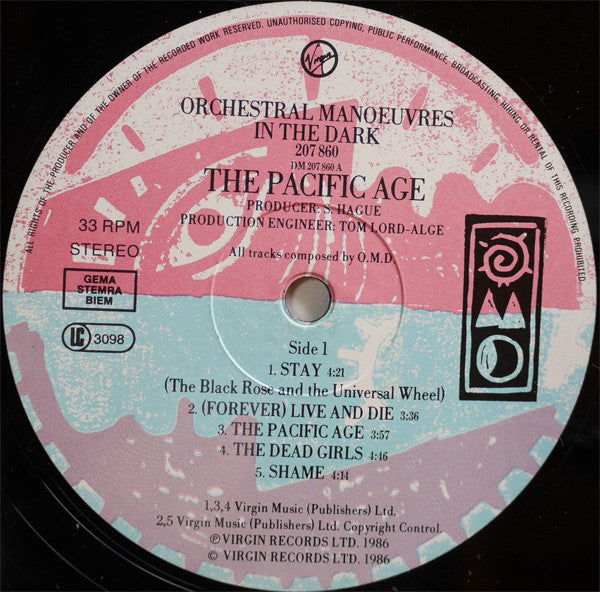 ALL RIGHTS OF THE PRODUCER AND OF THE OWNER OF THE RECORDED WORK RESERVED. UNAUTHORISED COPYING, PUBLIC PERFORMANCE, BROADCASTING, HIRING OR RENTAL OF THIS RECORDING PROHIBITED.
Virgin
ORCHESTRAL MANOEUVRES
IN THE DARK
207 860
DM 207 860 A
THE PACIFIC AGE
PRODUCER: S. HAGUE
PRODUCTION ENGINEER: TOM LORD-ALGE
33 RPM
STEREO
All tracks composed by O.M.D.
GEMA
STEMRA
BIEM
LC 3098
Side 1
1. STAY 4:21
(The Black Rose and the Universal Wheel)
2. (FOREVER) LIVE AND DIE 3:36
3. THE PACIFIC AGE 3:57
4. THE DEAD GIRLS 4:46
5. SHAME 4:14
1,3,4 Virgin Music (Publishers) Ltd.
2,5 Virgin Music (Publishers) Ltd. Copyright Control.
℗ VIRGIN RECORDS LTD. 1986
© VIRGIN RECORDS LTD. 1986